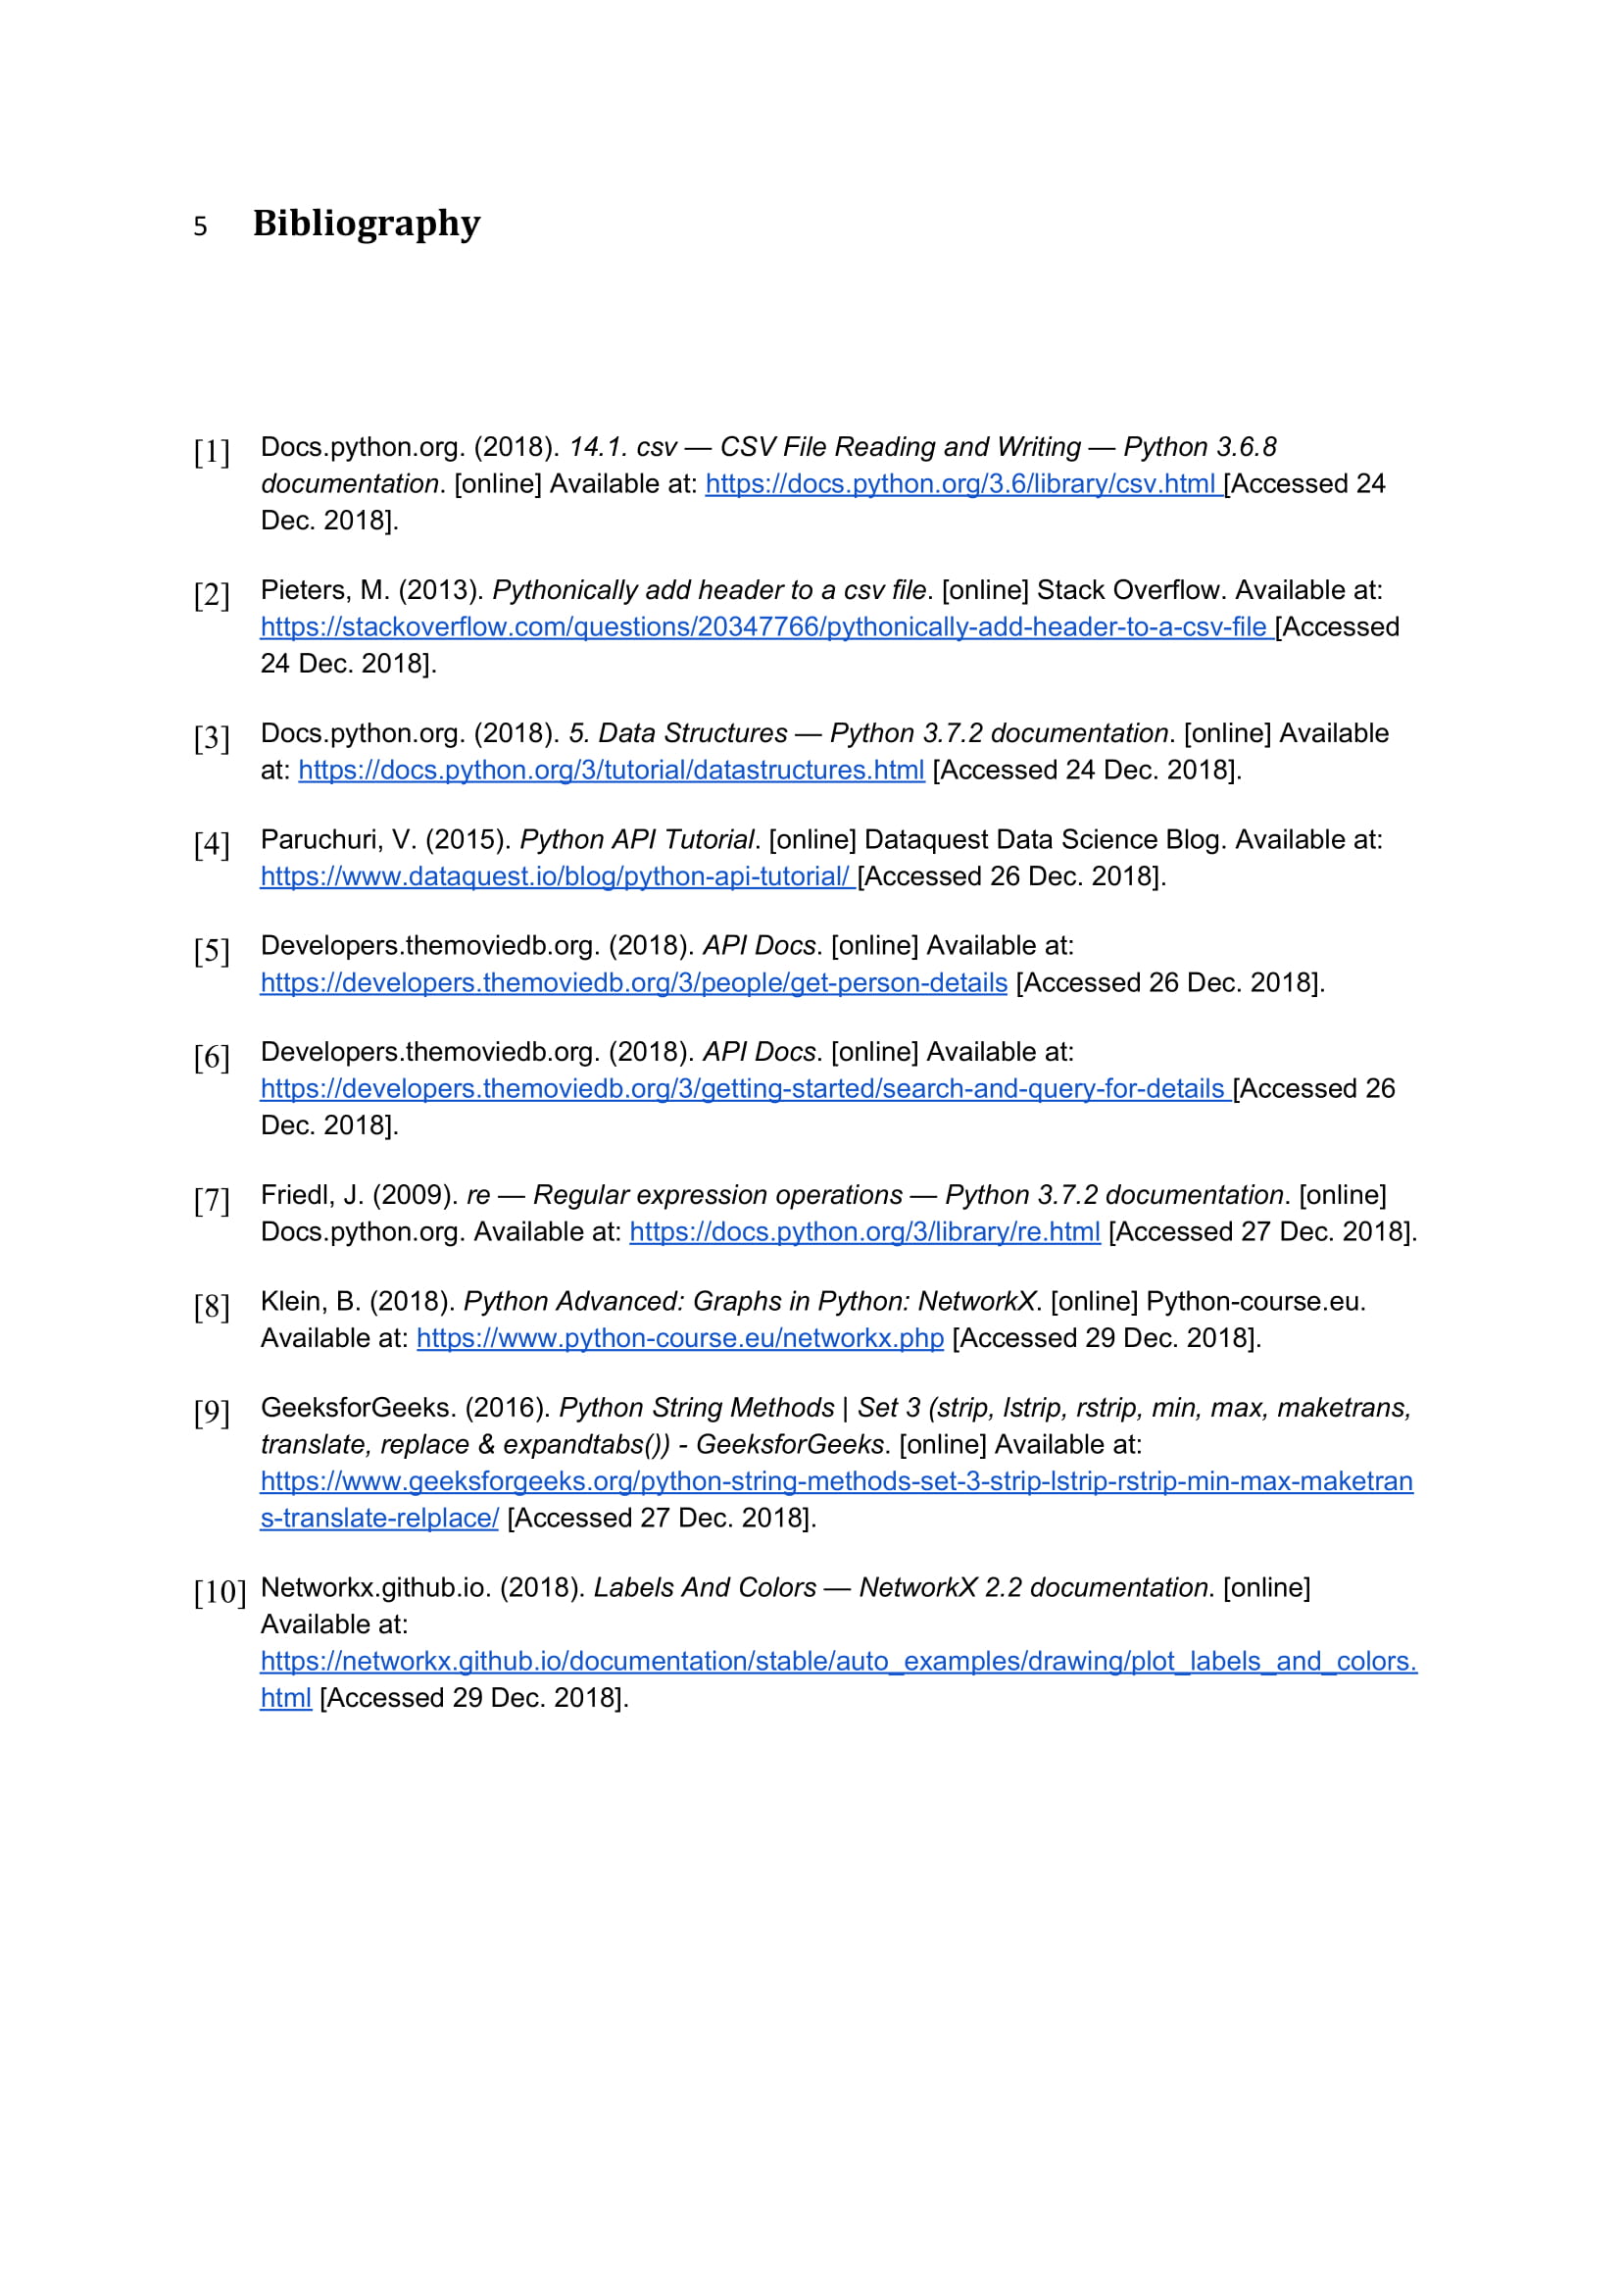 5 Bibliography
[1] Docs.python.org. (2018). 14.1. csv — CSV File Reading and Writing — Python 3.6.8
documentation. [online] Available at: https://docs.python.org/3.6/library/csv.html [Accessed 24
Dec. 2018].
[2] Pieters, M. (2013). Pythonically add header to a csv file. [online] Stack Overflow. Available at:
https://stackoverflow.com/questions/20347766/pythonically-add-header-to-a-csv-file [Accessed
24 Dec. 2018].
[3] Docs.python.org. (2018). 5. Data Structures — Python 3.7.2 documentation. [online] Available
at: https://docs.python.org/3/tutorial/datastructures.html [Accessed 24 Dec. 2018].
[4] Paruchuri, V. (2015). Python API Tutorial. [online] Dataquest Data Science Blog. Available at:
https://www.dataquest.io/blog/python-api-tutorial/ [Accessed 26 Dec. 2018].
[5] Developers.themoviedb.org. (2018). API Docs. [online] Available at:
https://developers.themoviedb.org/3/people/get-person-details [Accessed 26 Dec. 2018].
[6] Developers.themoviedb.org. (2018). API Docs. [online] Available at:
https://developers.themoviedb.org/3/getting-started/search-and-query-for-details [Accessed 26
Dec. 2018].
[7] Friedl, J. (2009). re — Regular expression operations — Python 3.7.2 documentation. [online]
Docs.python.org. Available at: https://docs.python.org/3/library/re.html [Accessed 27 Dec. 2018].
[8] Klein, B. (2018). Python Advanced: Graphs in Python: NetworkX. [online] Python-course.eu.
Available at: https://www.python-course.eu/networkx.php [Accessed 29 Dec. 2018].
[9] GeeksforGeeks. (2016). Python String Methods | Set 3 (strip, lstrip, rstrip, min, max, maketrans,
translate, replace & expandtabs()) - GeeksforGeeks. [online] Available at:
https://www.geeksforgeeks.org/python-string-methods-set-3-strip-lstrip-rstrip-min-max-maketran
s-translate-relplace/ [Accessed 27 Dec. 2018].
[10] Networkx.github.io. (2018). Labels And Colors — NetworkX 2.2 documentation. [online]
Available at:
https://networkx.github.io/documentation/stable/auto_examples/drawing/plot_labels_and_colors.
html [Accessed 29 Dec. 2018].